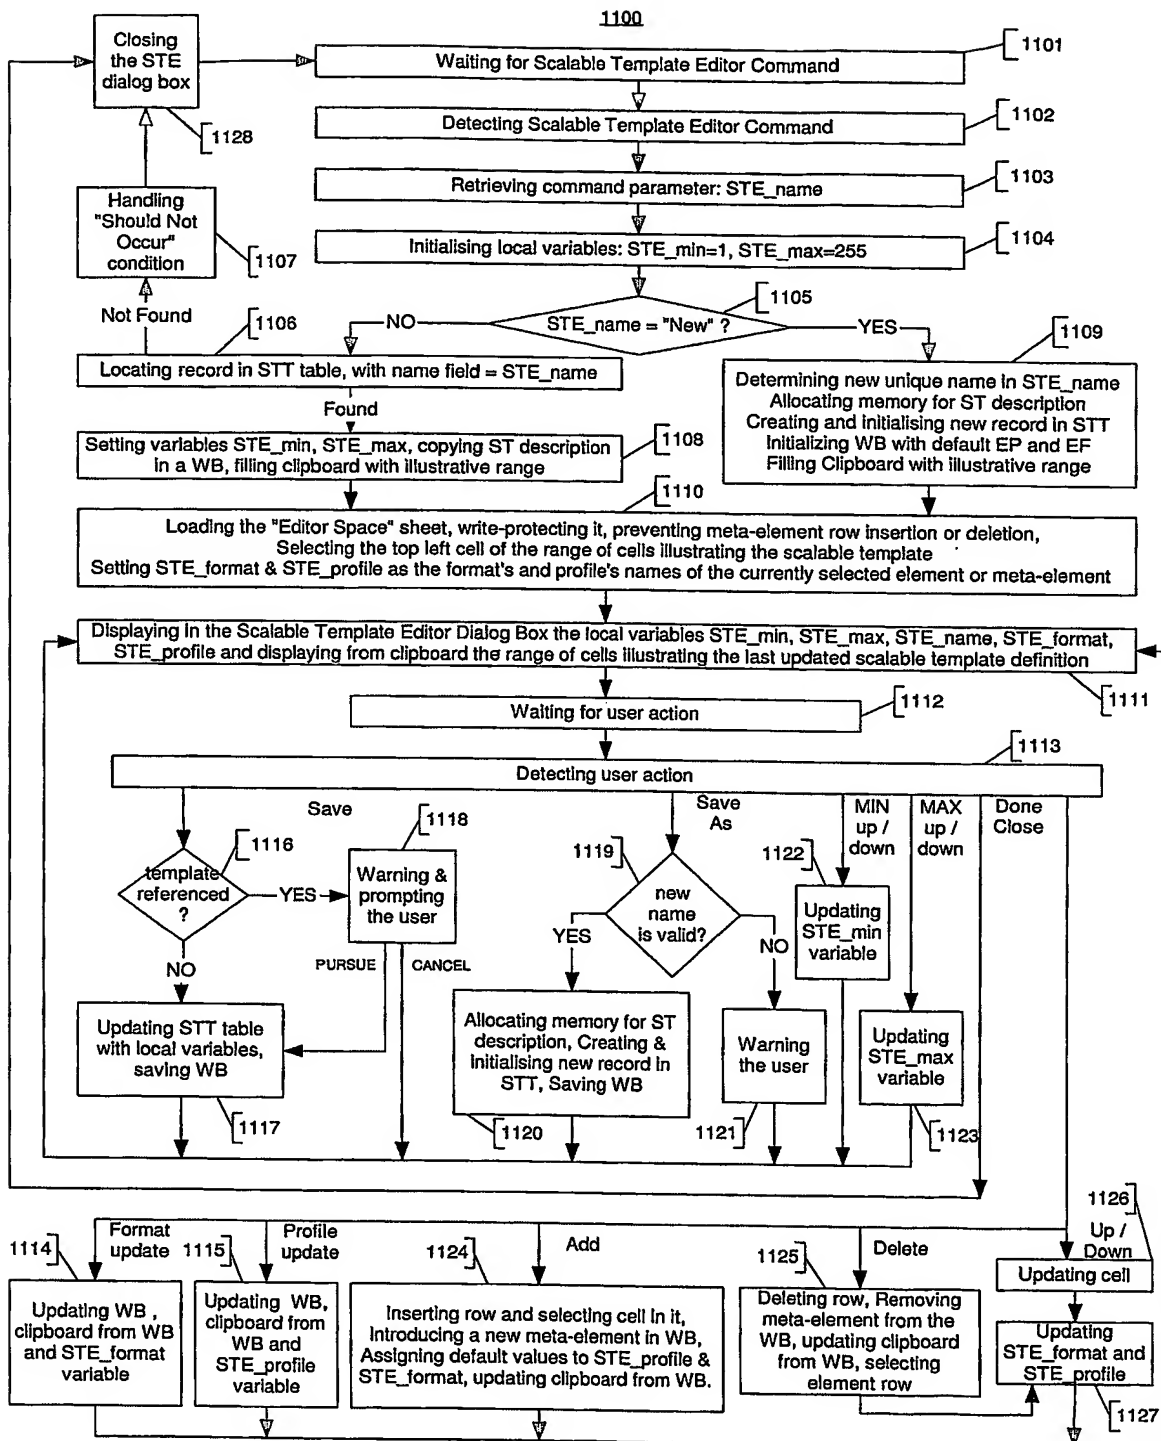 1100
Closing
the STE
dialog box
1128
Waiting for Scalable Template Editor Command
1101
Detecting Scalable Template Editor Command
1102
Retrieving command parameter: STE_name
1103
Initialising local variables: STE_min=1, STE_max=255
1104
Handling
"Should Not
Occur"
condition
1107
Not Found
1106
NO
STE_name = "New" ?
1105
YES
1109
Locating record in STT table, with name field = STE_name
Found
Determining new unique name in STE_name
Allocating memory for ST description
Creating and initialising new record in STT
Initializing WB with default EP and EF
Filling Clipboard with illustrative range
Setting variables STE_min, STE_max, copying ST description
in a WB, filling clipboard with illustrative range
1108
1110
Loading the "Editor Space" sheet, write-protecting it, preventing meta-element row insertion or deletion,
Selecting the top left cell of the range of cells illustrating the scalable template
Setting STE_format & STE_profile as the format's and profile's names of the currently selected element or meta-element
Displaying in the Scalable Template Editor Dialog Box the local variables STE_min, STE_max, STE_name, STE_format,
STE_profile and displaying from clipboard the range of cells illustrating the last updated scalable template definition
1111
Waiting for user action
1112
Detecting user action
1113
Save
Save
As
MIN
up /
down
MAX
up /
down
Done
Close
template
referenced
?
1116
YES
Warning &
prompting
the user
1118
NO
PURSUE
CANCEL
1119
new
name
is valid?
YES
NO
1122
Updating
STE_min
variable
Updating STT table
with local variables,
saving WB
1117
Allocating memory for ST
description, Creating &
initialising new record in
STT, Saving WB
1120
Warning
the user
1121
Updating
STE_max
variable
1123
1126
1114
Format
update
1115
Profile
update
1124
Add
1125
Delete
Up /
Down
Updating WB ,
clipboard from WB
and STE_format
variable
Updating WB,
clipboard from
WB and
STE_profile
variable
Inserting row and selecting cell in it,
Introducing a new meta-element in WB,
Assigning default values to STE_profile &
STE_format, updating clipboard from WB.
Deleting row, Removing
meta-element from the
WB, updating clipboard
from WB, selecting
element row
Updating cell
Updating
STE_format and
STE_profile
1127